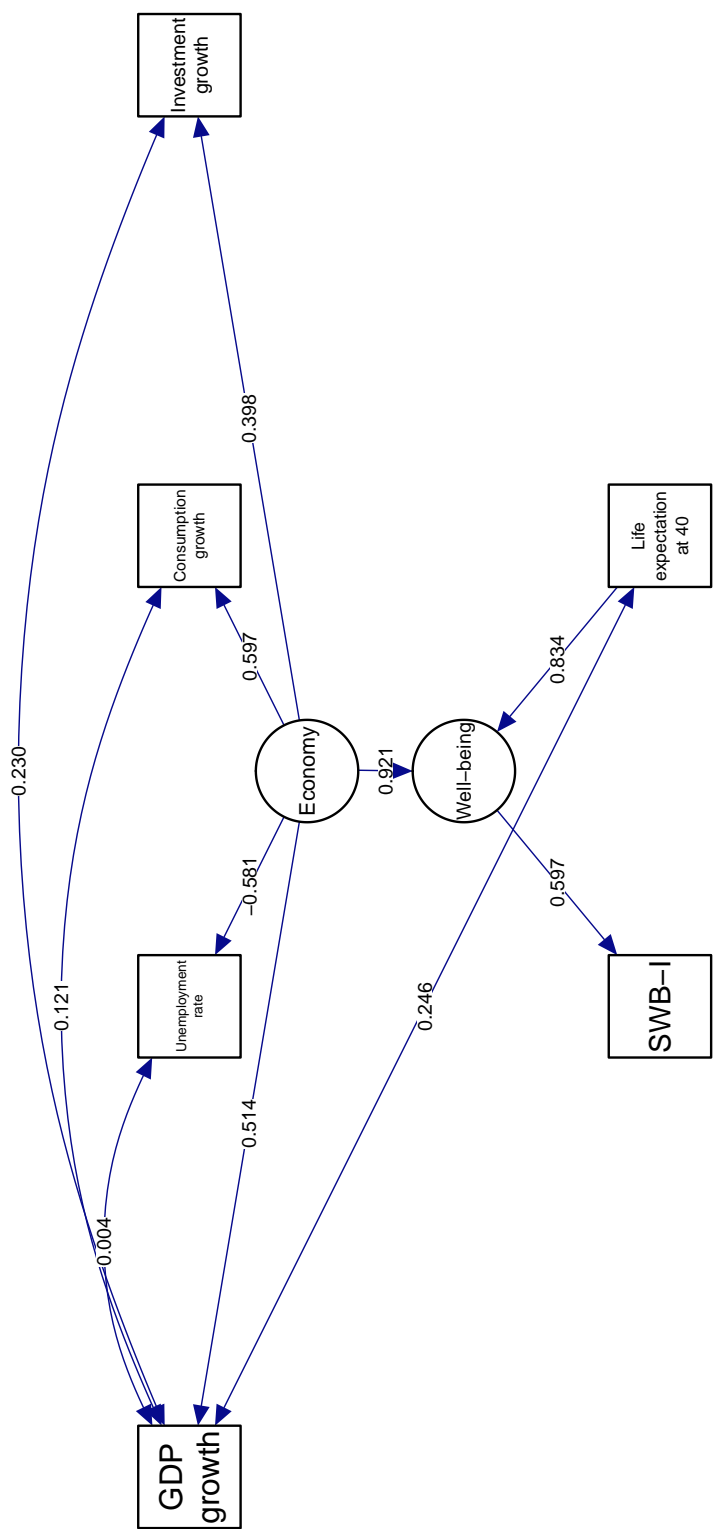 GDP
growth
Unemployment
rate
Consumption
growth
Investment
growth
0.230
0.121
0.004
0.514
−0.581
0.597
0.398
Economy
0.921
Well−being
0.246
0.597
0.834
SWB−I
Life
expectation
at 40